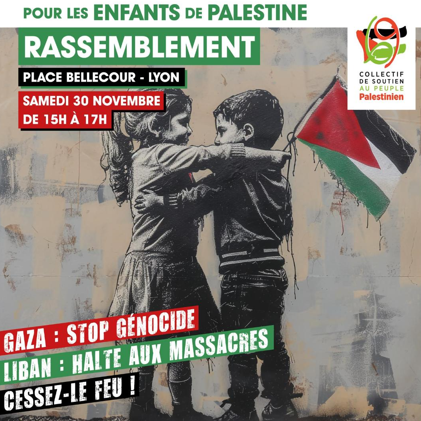 POUR LES ENFANTS DE PALESTINE
RASSEMBLEMENT
PLACE BELLECOUR - LYON
SAMEDI 30 NOVEMBRE
DE 15H À 17H
COLLECTIF
DE SOUTIEN
AU PEUPLE
Palestinien
GAZA : STOP GÉNOCIDE
LIBAN : HALTE AUX MASSACRES
CESSEZ-LE FEU !